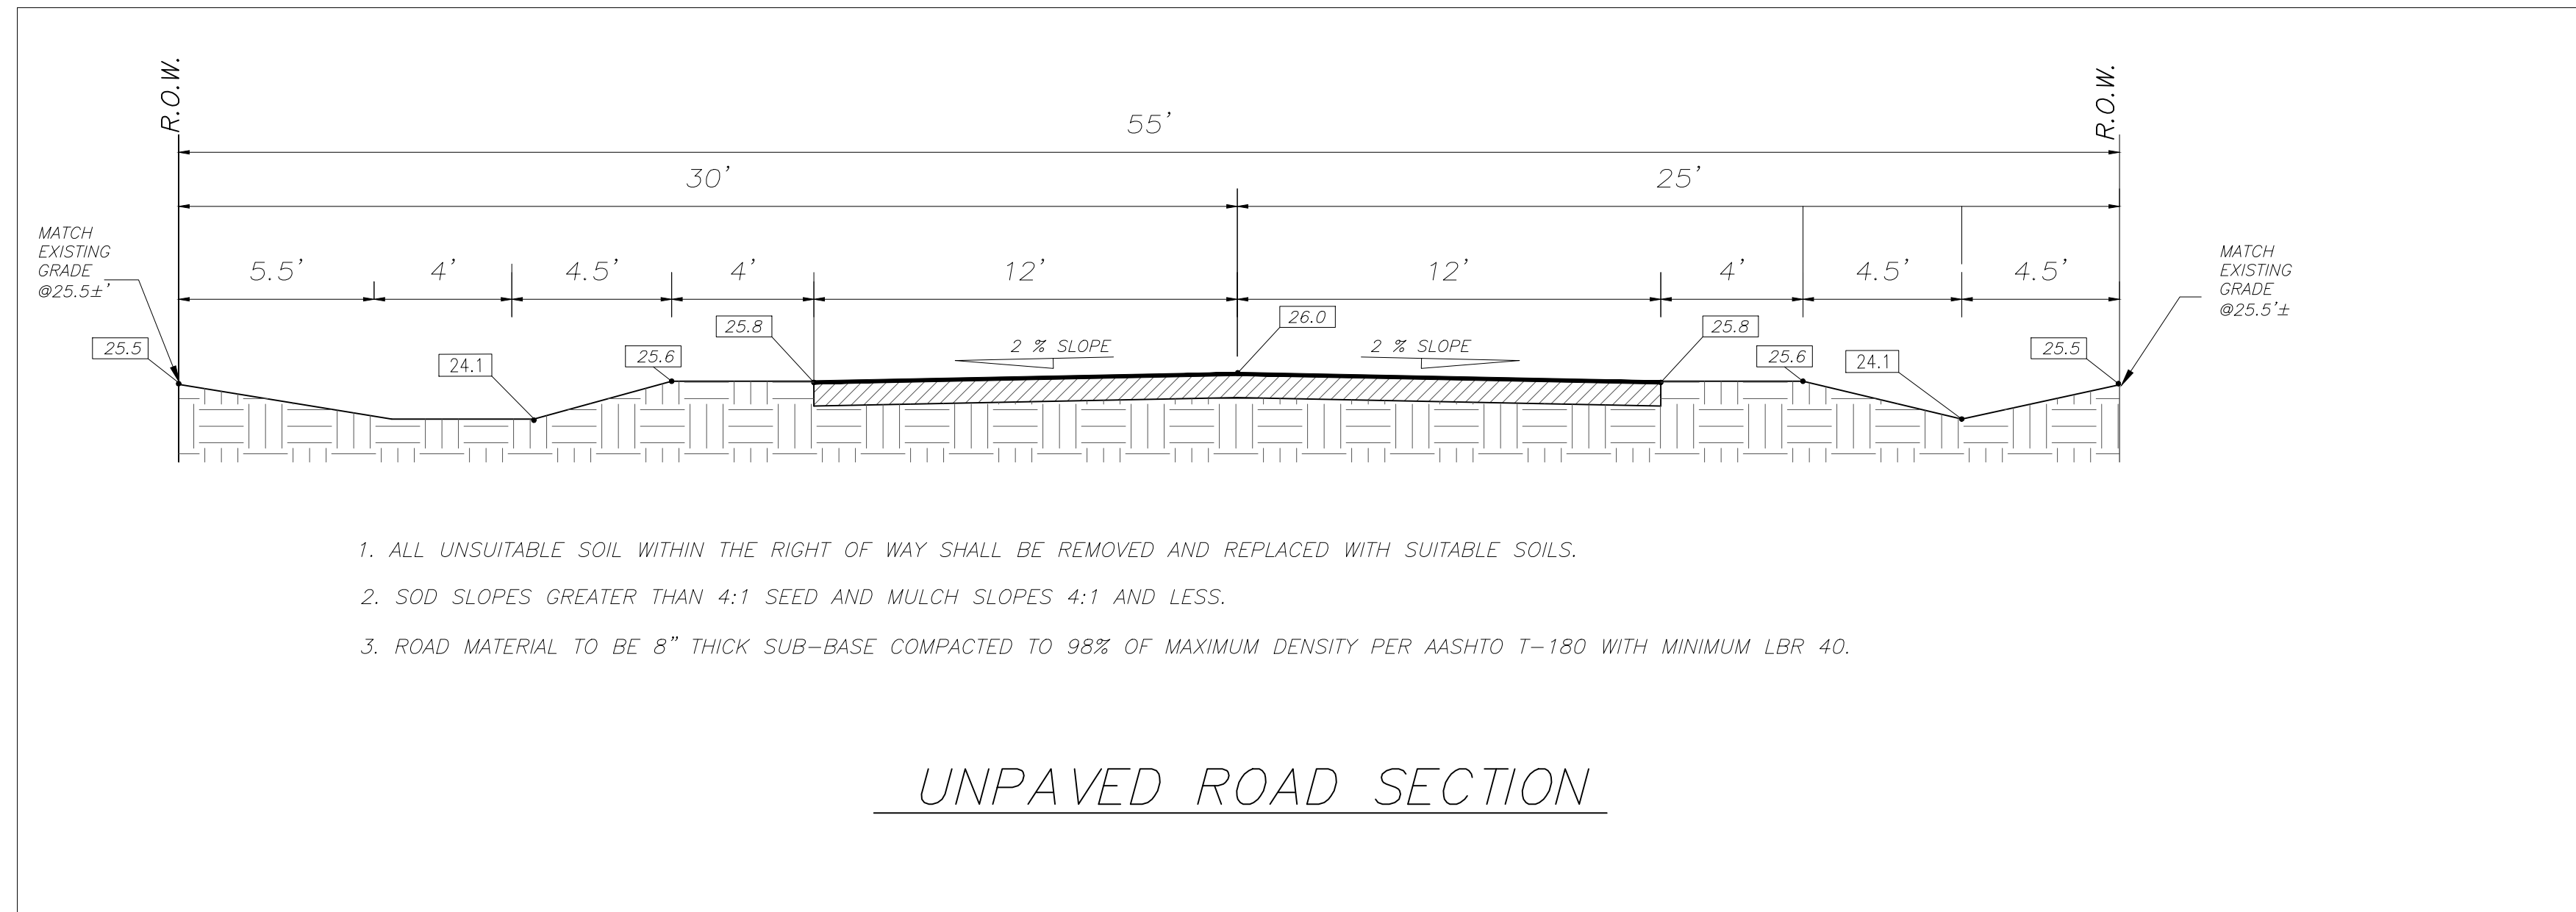 R.O.W.
R.O.W.
55'
30'
25'
MATCH
EXISTING
GRADE
@25.5±'
5.5'
4'
4.5'
4'
12'
12'
4'
4.5'
4.5'
MATCH
EXISTING
GRADE
@25.5'±
25.5
24.1
25.6
25.8
2 % SLOPE
26.0
2 % SLOPE
25.8
25.6
24.1
25.5
1. ALL UNSUITABLE SOIL WITHIN THE RIGHT OF WAY SHALL BE REMOVED AND REPLACED WITH SUITABLE SOILS.
2. SOD SLOPES GREATER THAN 4:1 SEED AND MULCH SLOPES 4:1 AND LESS.
3. ROAD MATERIAL TO BE 8" THICK SUB-BASE COMPACTED TO 98% OF MAXIMUM DENSITY PER AASHTO T-180 WITH MINIMUM LBR 40.
UNPAVED ROAD SECTION